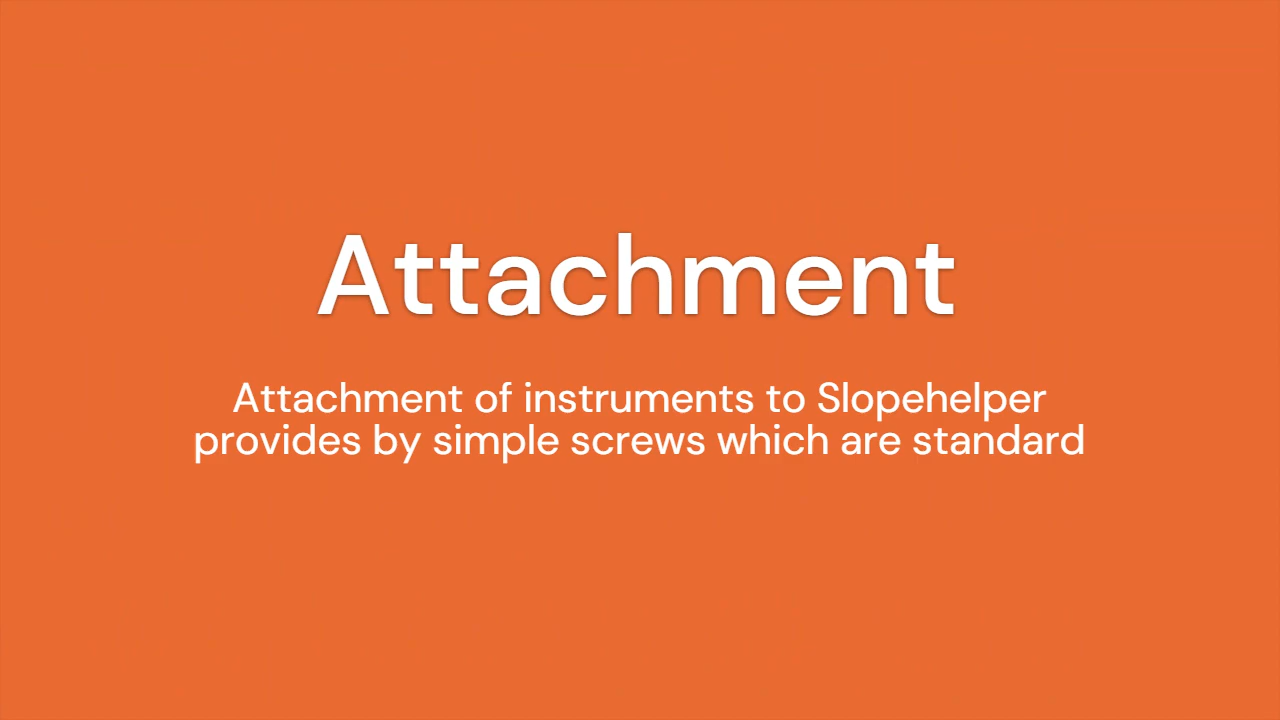 Attachment
Attachment of instruments to Slopehelper
provides by simple screws which are standard